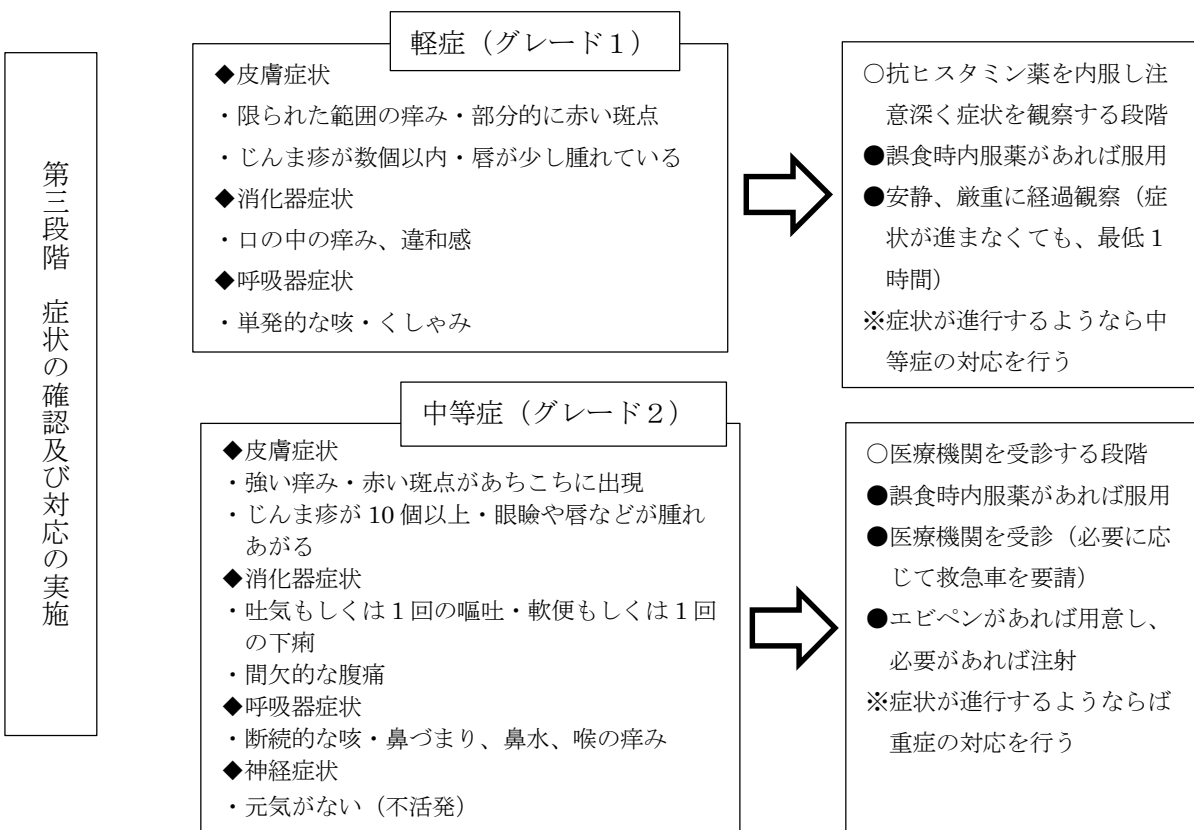 第三段階 症状の確認及び対応の実施
軽症（グレード１）
◆皮膚症状
・限られた範囲の痒み・部分的に赤い斑点
・じんま疹が数個以内・唇が少し腫れている
◆消化器症状
・口の中の痒み、違和感
◆呼吸器症状
・単発的な咳・くしゃみ
○抗ヒスタミン薬を内服し注
意深く症状を観察する段階
●誤食時内服薬があれば服用
●安静、厳重に経過観察（症
状が進まなくても、最低 1
時間）
※症状が進行するようなら中
等症の対応を行う
中等症（グレード２）
◆皮膚症状
・強い痒み・赤い斑点があちこちに出現
・じんま疹が 10 個以上・眼瞼や唇などが腫れ
あがる
◆消化器症状
・吐気もしくは 1 回の嘔吐・軟便もしくは 1 回
の下痢
・間欠的な腹痛
◆呼吸器症状
・断続的な咳・鼻づまり、鼻水、喉の痒み
◆神経症状
・元気がない（不活発）
○医療機関を受診する段階
●誤食時内服薬があれば服用
●医療機関を受診（必要に応
じて救急車を要請）
●エピペンがあれば用意し、
必要があれば注射
※症状が進行するようならば
重症の対応を行う